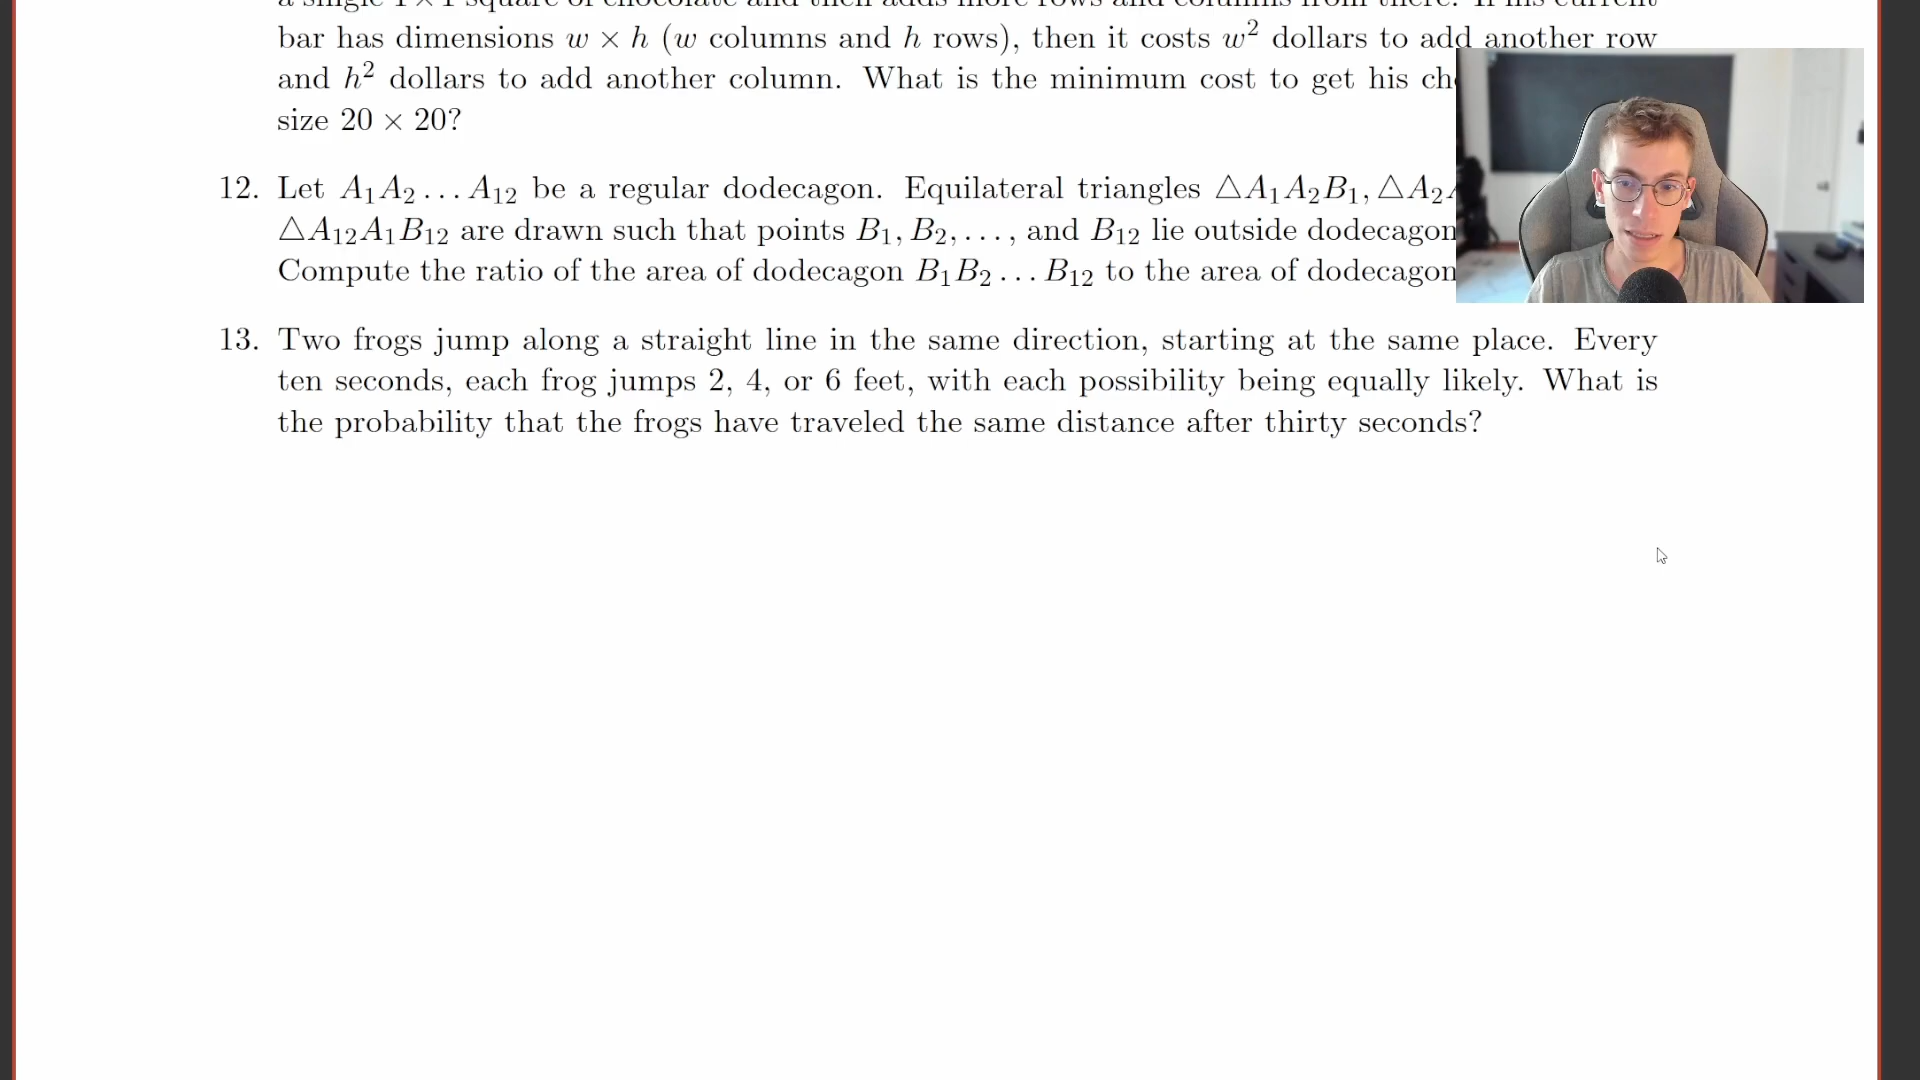 bar has dimensions w × h (w columns and h rows), then it costs w² dollars to add another row
and h² dollars to add another column. What is the minimum cost to get his
size 20 × 20?
12. Let A₁A₂ . . . A₁₂ be a regular dodecagon. Equilateral triangles △A₁A₂B₁, △A₂
△A₁₂A₁B₁₂ are drawn such that points B₁, B₂, . . . , and B₁₂ lie outside dodecagon
Compute the ratio of the area of dodecagon B₁B₂ . . . B₁₂ to the area of dodecagon
13. Two frogs jump along a straight line in the same direction, starting at the same place. Every
ten seconds, each frog jumps 2, 4, or 6 feet, with each possibility being equally likely. What is
the probability that the frogs have traveled the same distance after thirty seconds?